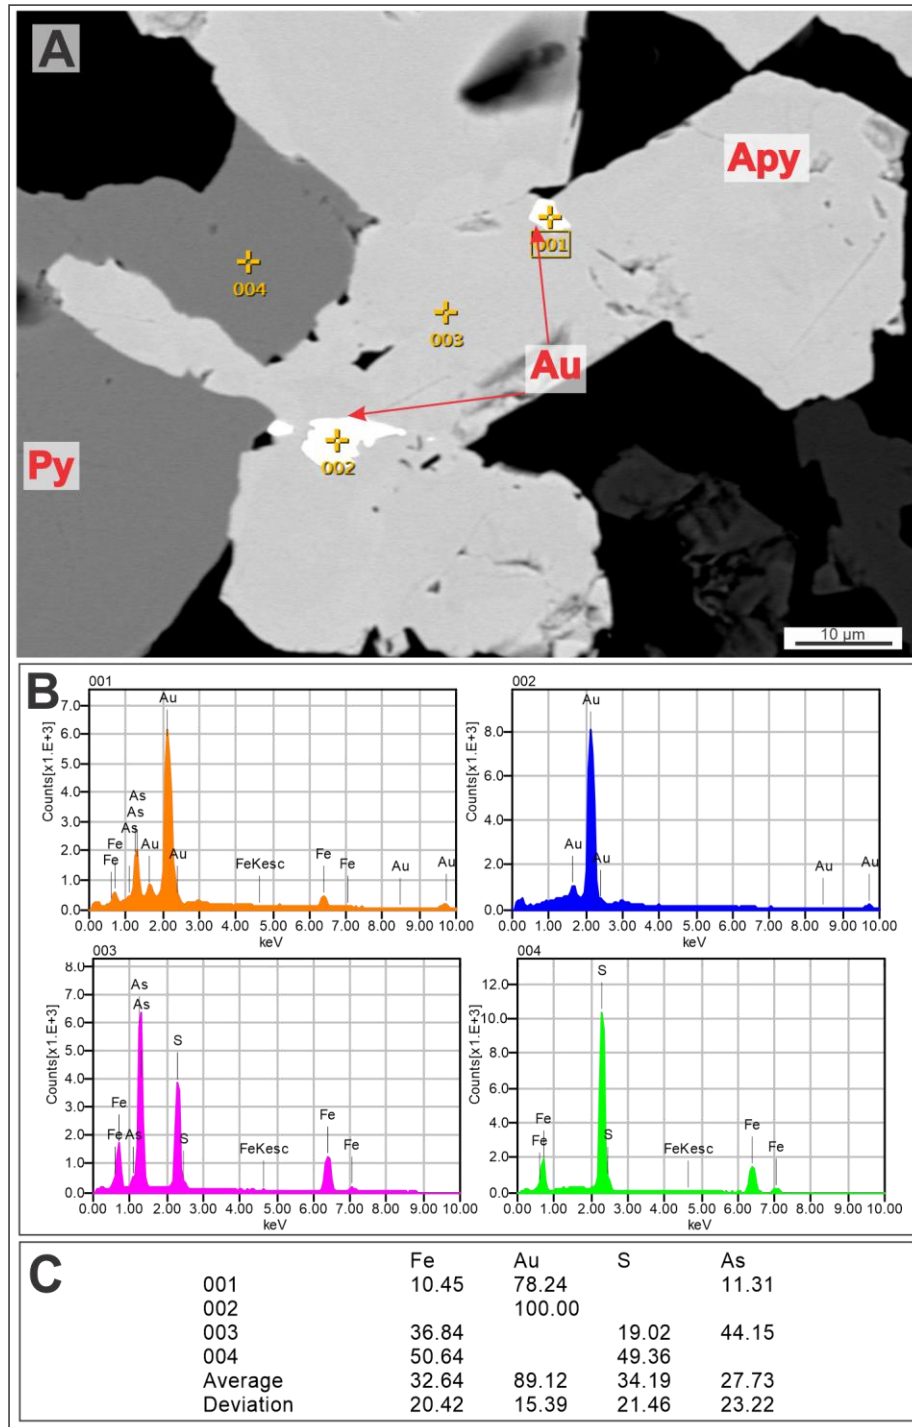 A
Apy
001
004
003
Au
002
Py
10 µm
B
001
Counts[x1.E+3]
7.0
6.0
5.0
4.0
3.0
2.0
1.0
0.0
Au
As
As
As
Fe
Fe
Au
Au
FeKesc
Fe
Fe
Au
Au
0.00 1.00 2.00 3.00 4.00 5.00 6.00 7.00 8.00 9.00 10.0
keV
002
Counts[x1.E+3]
8.0
6.0
4.0
2.0
0.0
Au
Au
Au
Au
Au
0.00 1.00 2.00 3.00 4.00 5.00 6.00 7.00 8.00 9.00 10.00
keV
003
Counts[x1.E+3]
8.0
7.0
6.0
5.0
4.0
3.0
2.0
1.0
0.0
As
As
S
Fe
Fe
As
S
FeKesc
Fe
Fe
0.00 1.00 2.00 3.00 4.00 5.00 6.00 7.00 8.00 9.00 10.00
keV
004
Counts[x1.E+3]
12.0
10.0
8.0
6.0
4.0
2.0
0.0
S
Fe
Fe
S
FeKesc
Fe
Fe
0.00 1.00 2.00 3.00 4.00 5.00 6.00 7.00 8.00 9.00 10.00
keV
C
Fe Au S As
001 10.45 78.24 11.31
002 100.00
003 36.84 19.02 44.15
004 50.64 49.36
Average 32.64 89.12 34.19 27.73
Deviation 20.42 15.39 21.46 23.22